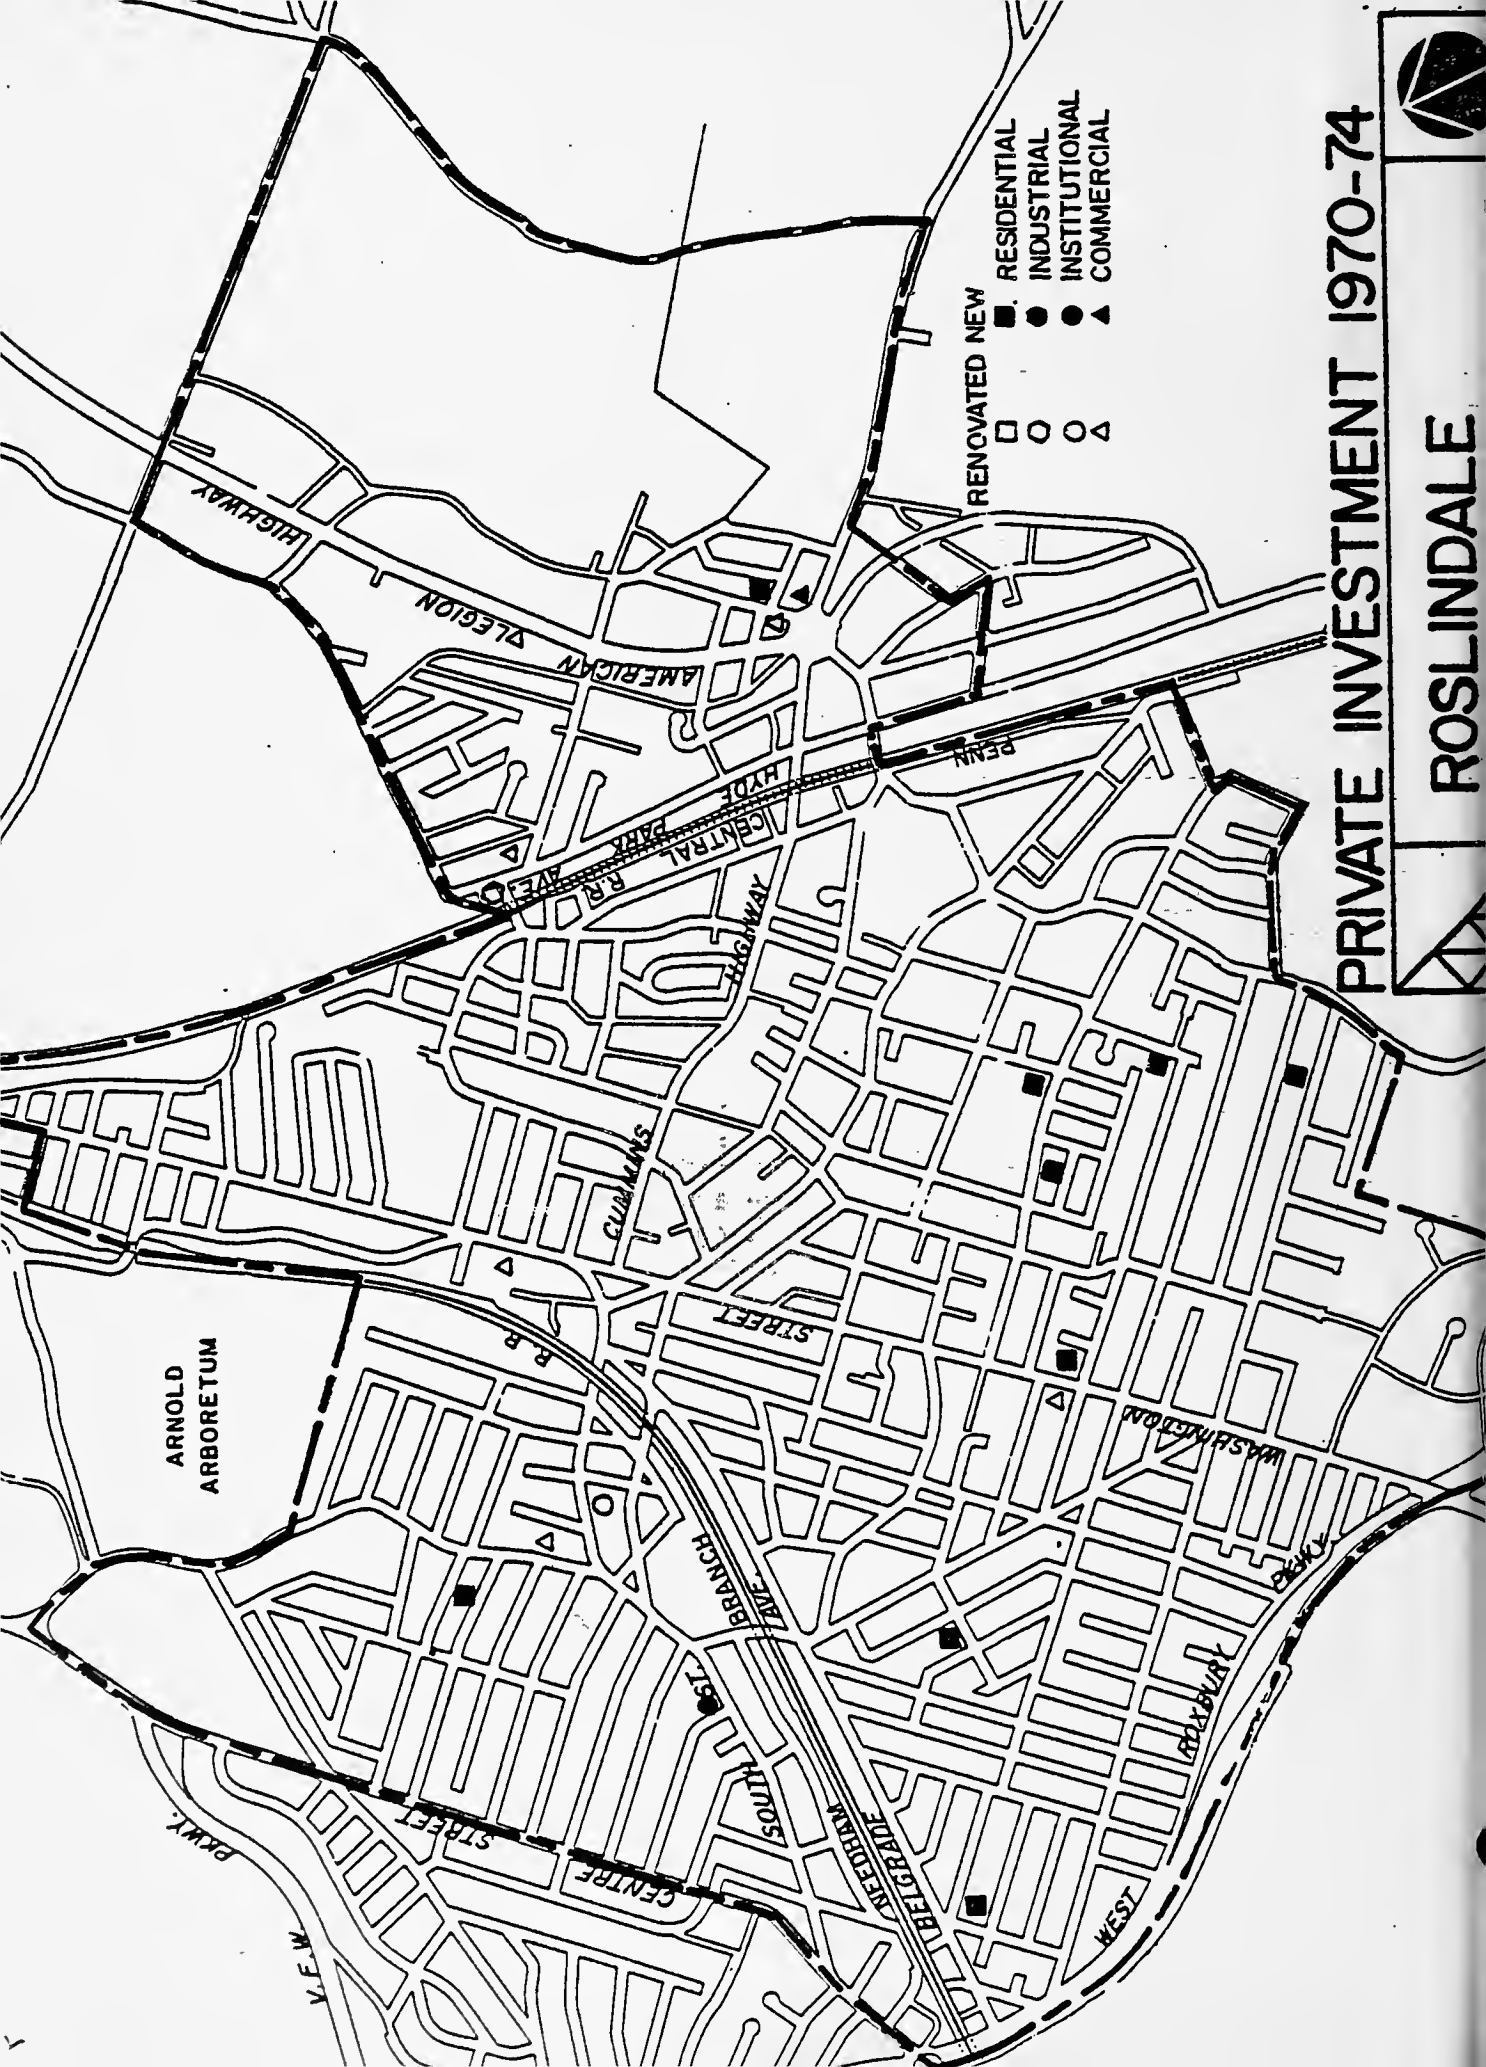 PRIVATE INVESTMENT 1970-74
ROSLINDALE
RENOVATED NEW
RESIDENTIAL
INDUSTRIAL
INSTITUTIONAL
COMMERCIAL
ARNOLD
ARBORETUM
AMERICAN
LEGION
HIGHWAY
HYDE
PARK
AVE.
PENN
CENTRAL
R.R.
CUMMINS
HIGHWAY
WASHINGTON
STREET
NEEDHAM
BRANCH
R.R.
BELGRADE
AVE.
SOUTH
ST.
CENTRE
STREET
V.F.W.
PKWY.
WEST
ROXBURY
PKWY.